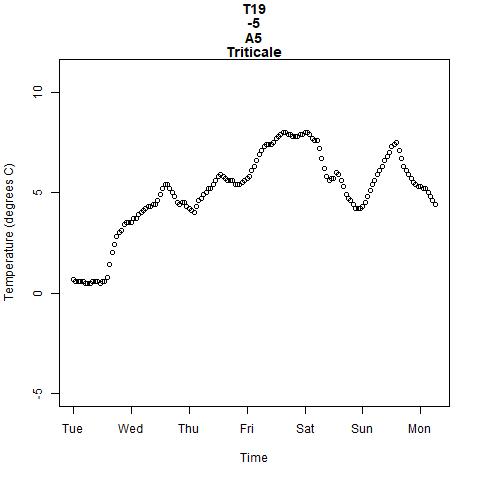 T19
-5
A5
Triticale
Temperature (degrees C)
10
5
0
-5
Tue Wed Thu Fri Sat Sun Mon
Time